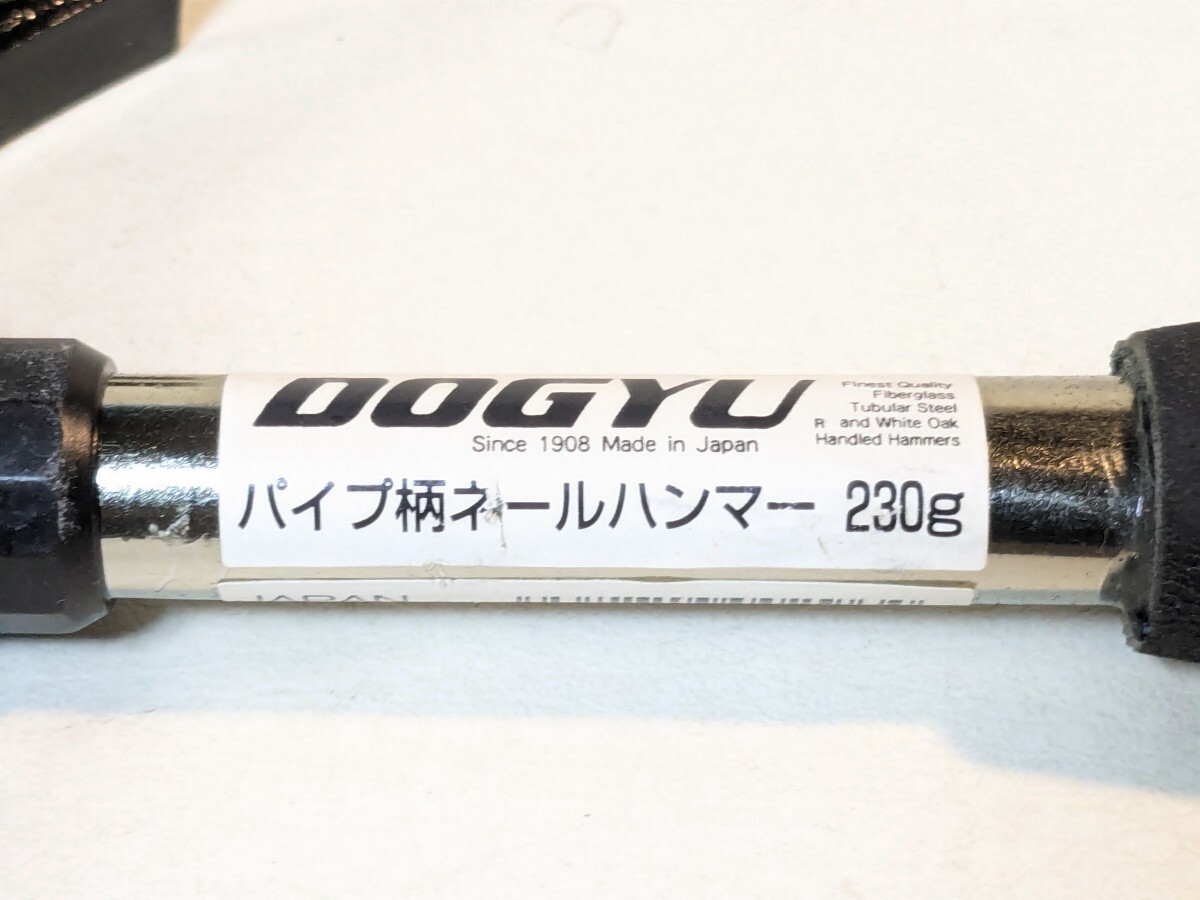 DOGYU
Since 1908 Made in Japan
Finest Quality
Fiberglass
Tubular Steel
R and White Oak
Handled Hammers
パイプ柄ネールハンマー 230g
JAPAN